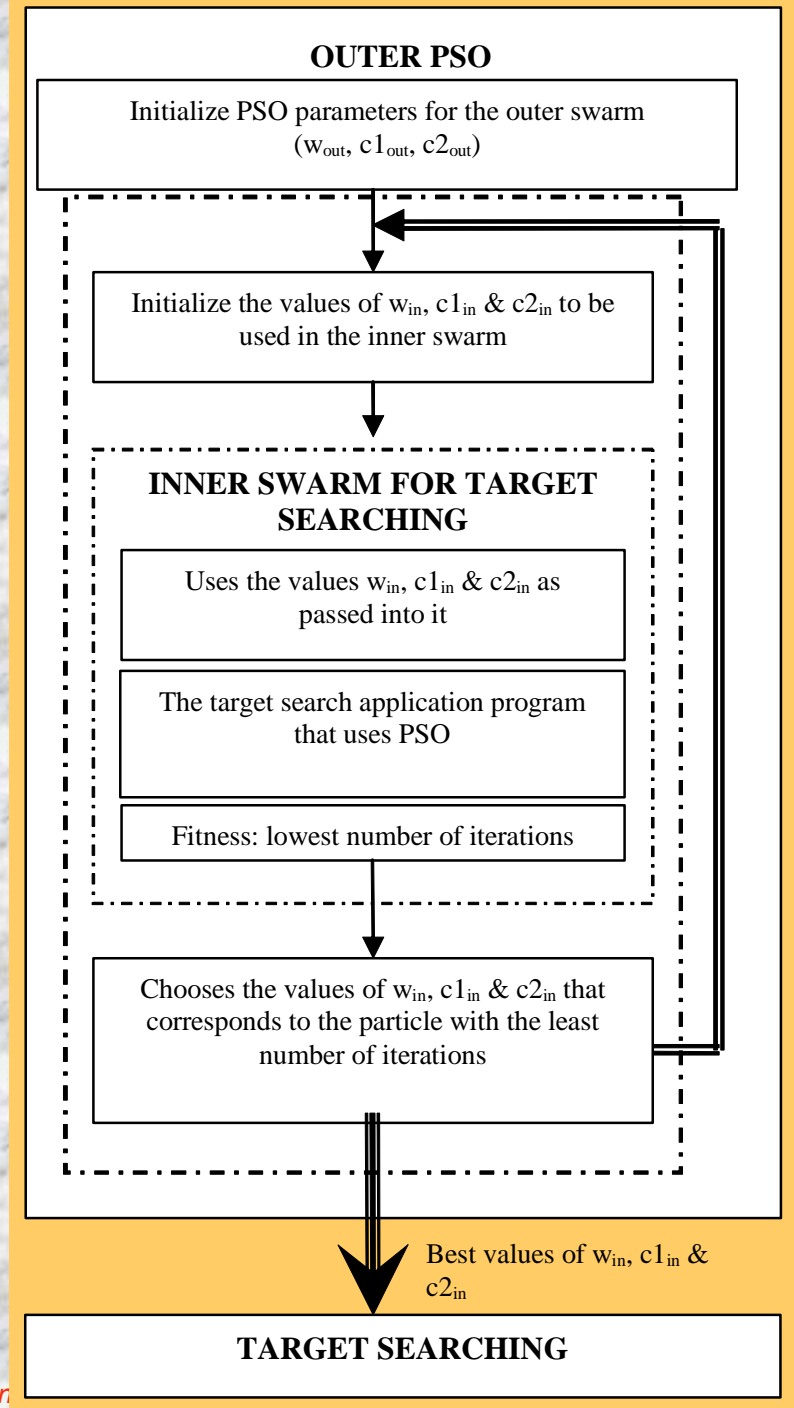 OUTER PSO
Initialize PSO parameters for the outer swarm
(wout, c1out, c2out)
Initialize the values of win, c1in & c2in to be
used in the inner swarm
INNER SWARM FOR TARGET
SEARCHING
Uses the values win, c1in & c2in as
passed into it
The target search application program
that uses PSO
Fitness: lowest number of iterations
Chooses the values of win, c1in & c2in that
corresponds to the particle with the least
number of iterations
Best values of win, c1in &
c2in
TARGET SEARCHING